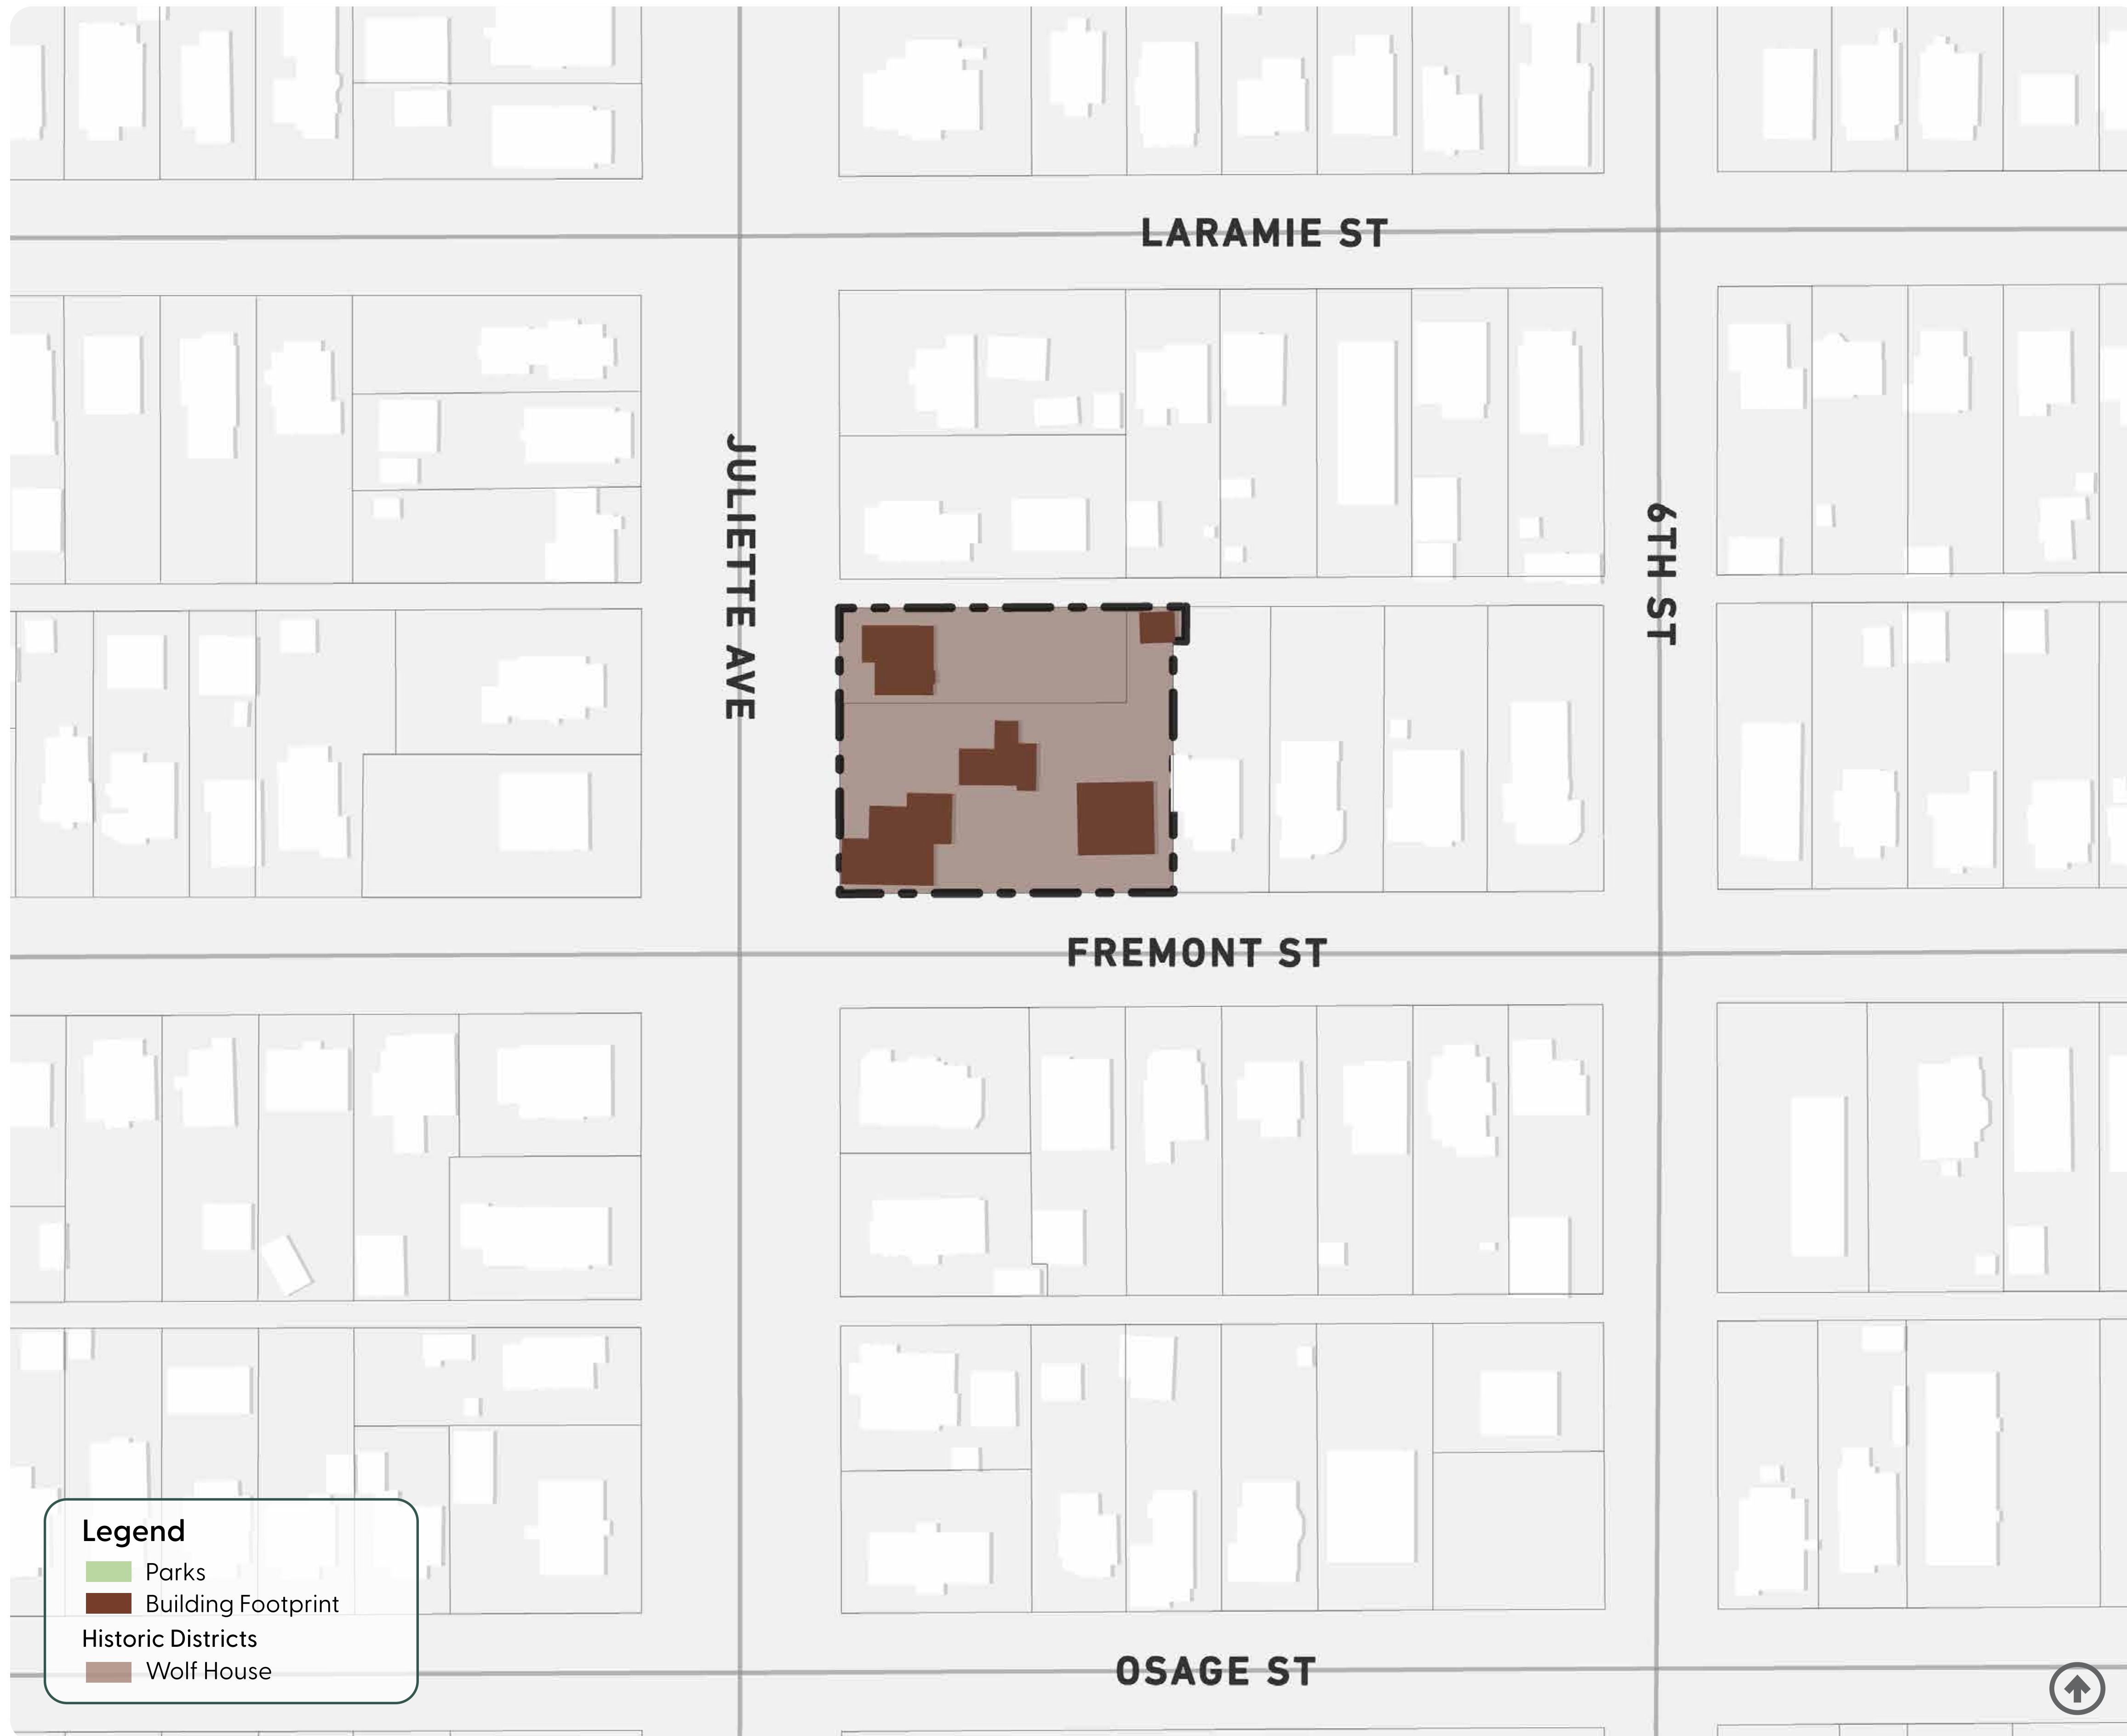 LARAMIE ST
JULIETTE AVE
6TH ST
FREMONT ST
Legend
Parks
Building Footprint
Historic Districts
Wolf House
OSAGE ST